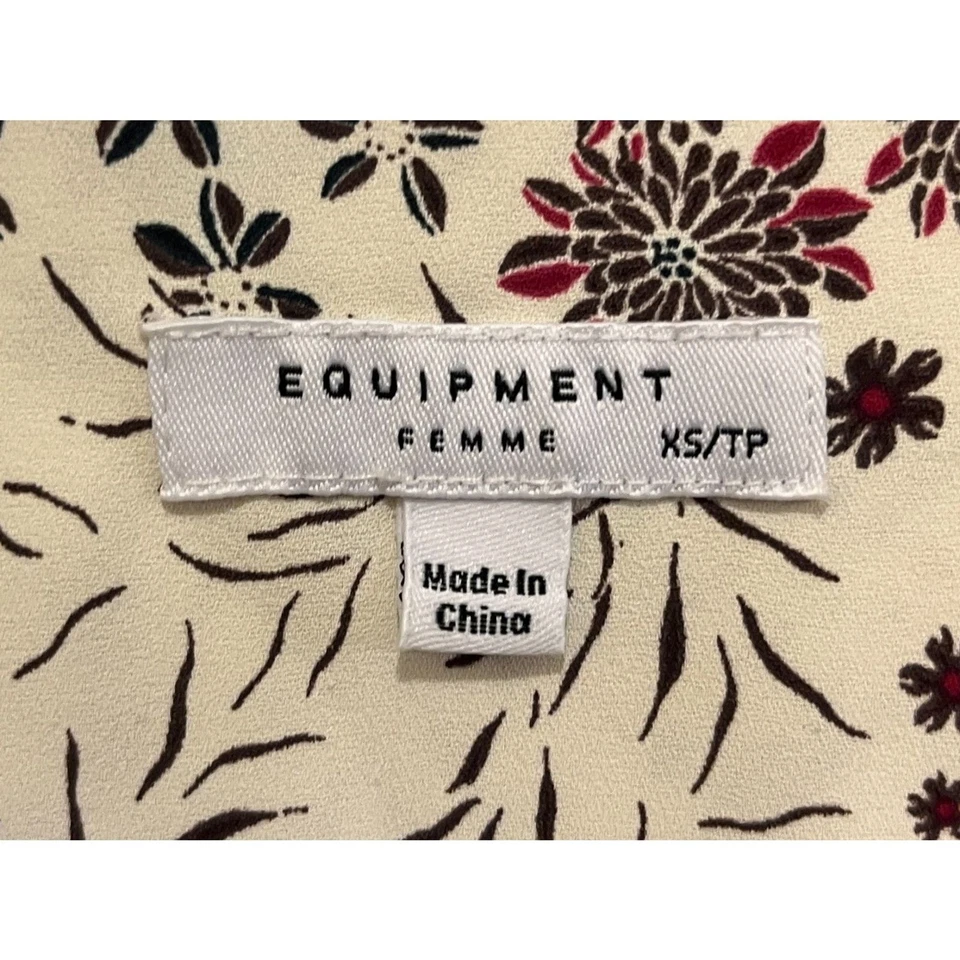 EQUIPMENT
FEMME XS/TP
Made In
China